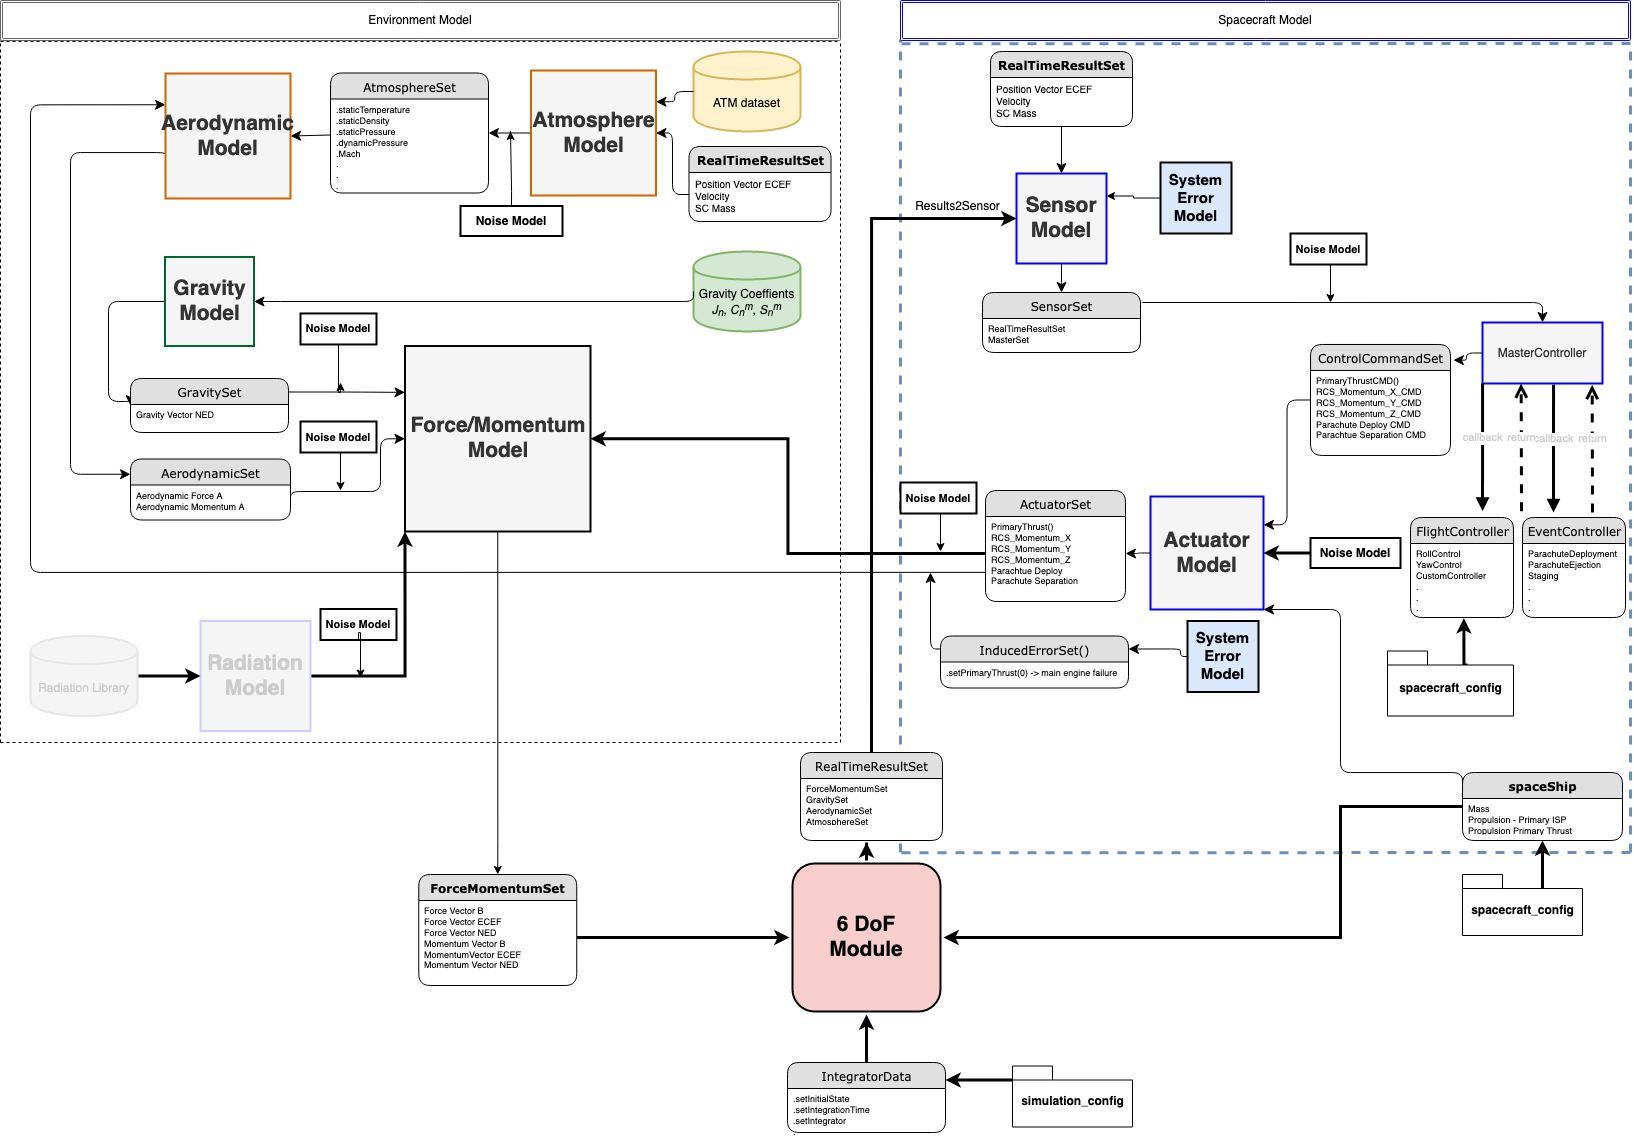 Environment Model
Spacecraft Model
Aerodynamic
Model
AtmosphereSet
.staticTemperature
.staticDensity
.staticPressure
.dynamicPressure
.Mach
.
.
.
Atmosphere
Model
ATM dataset
RealTimeResultSet
Position Vector ECEF
Velocity
SC Mass
Noise Model
Gravity
Model
Gravity Coeffients
Jn, Cn^m, Sn^m
Noise Model
GravitySet
Gravity Vector NED
Noise Model
AerodynamicSet
Aerodynamic Force A
Aerodynamic Momentum A
Force/Momentum
Model
Noise Model
Radiation Library
Radiation
Model
RealTimeResultSet
Position Vector ECEF
Velocity
SC Mass
Results2Sensor
Sensor
Model
System
Error
Model
Noise Model
SensorSet
RealTimeResultSet
MasterSet
MasterController
ControlCommandSet
PrimaryThrustCMD()
RCS_Momentum_X_CMD
RCS_Momentum_Y_CMD
RCS_Momentum_Z_CMD
Parachute Deploy CMD
Parachtue Separation CMD
callback
return
callback
return
Noise Model
ActuatorSet
PrimaryThrust()
RCS_Momentum_X
RCS_Momentum_Y
RCS_Momentum_Z
Parachtue Deploy
Parachute Separation
Actuator
Model
Noise Model
FlightController
RollControl
YawControl
CustomController
.
.
.
EventController
ParachuteDeployment
ParachuteEjection
Staging
.
.
.
InducedErrorSet()
.setPrimaryThrust(0) -> main engine failure
System
Error
Model
spacecraft_config
RealTimeResultSet
ForceMomentumSet
GravitySet
AerodynamicSet
AtmosphereSet
spaceShip
Mass
Propulsion - Primary ISP
Propulsion Primary Thrust
spacecraft_config
ForceMomentumSet
Force Vector B
Force Vector ECEF
Force Vector NED
Momentum Vector B
MomentumVector ECEF
Momentum Vector NED
6 DoF
Module
IntegratorData
.setInitialState
.setIntegrationTime
.setIntegrator
.
simulation_config